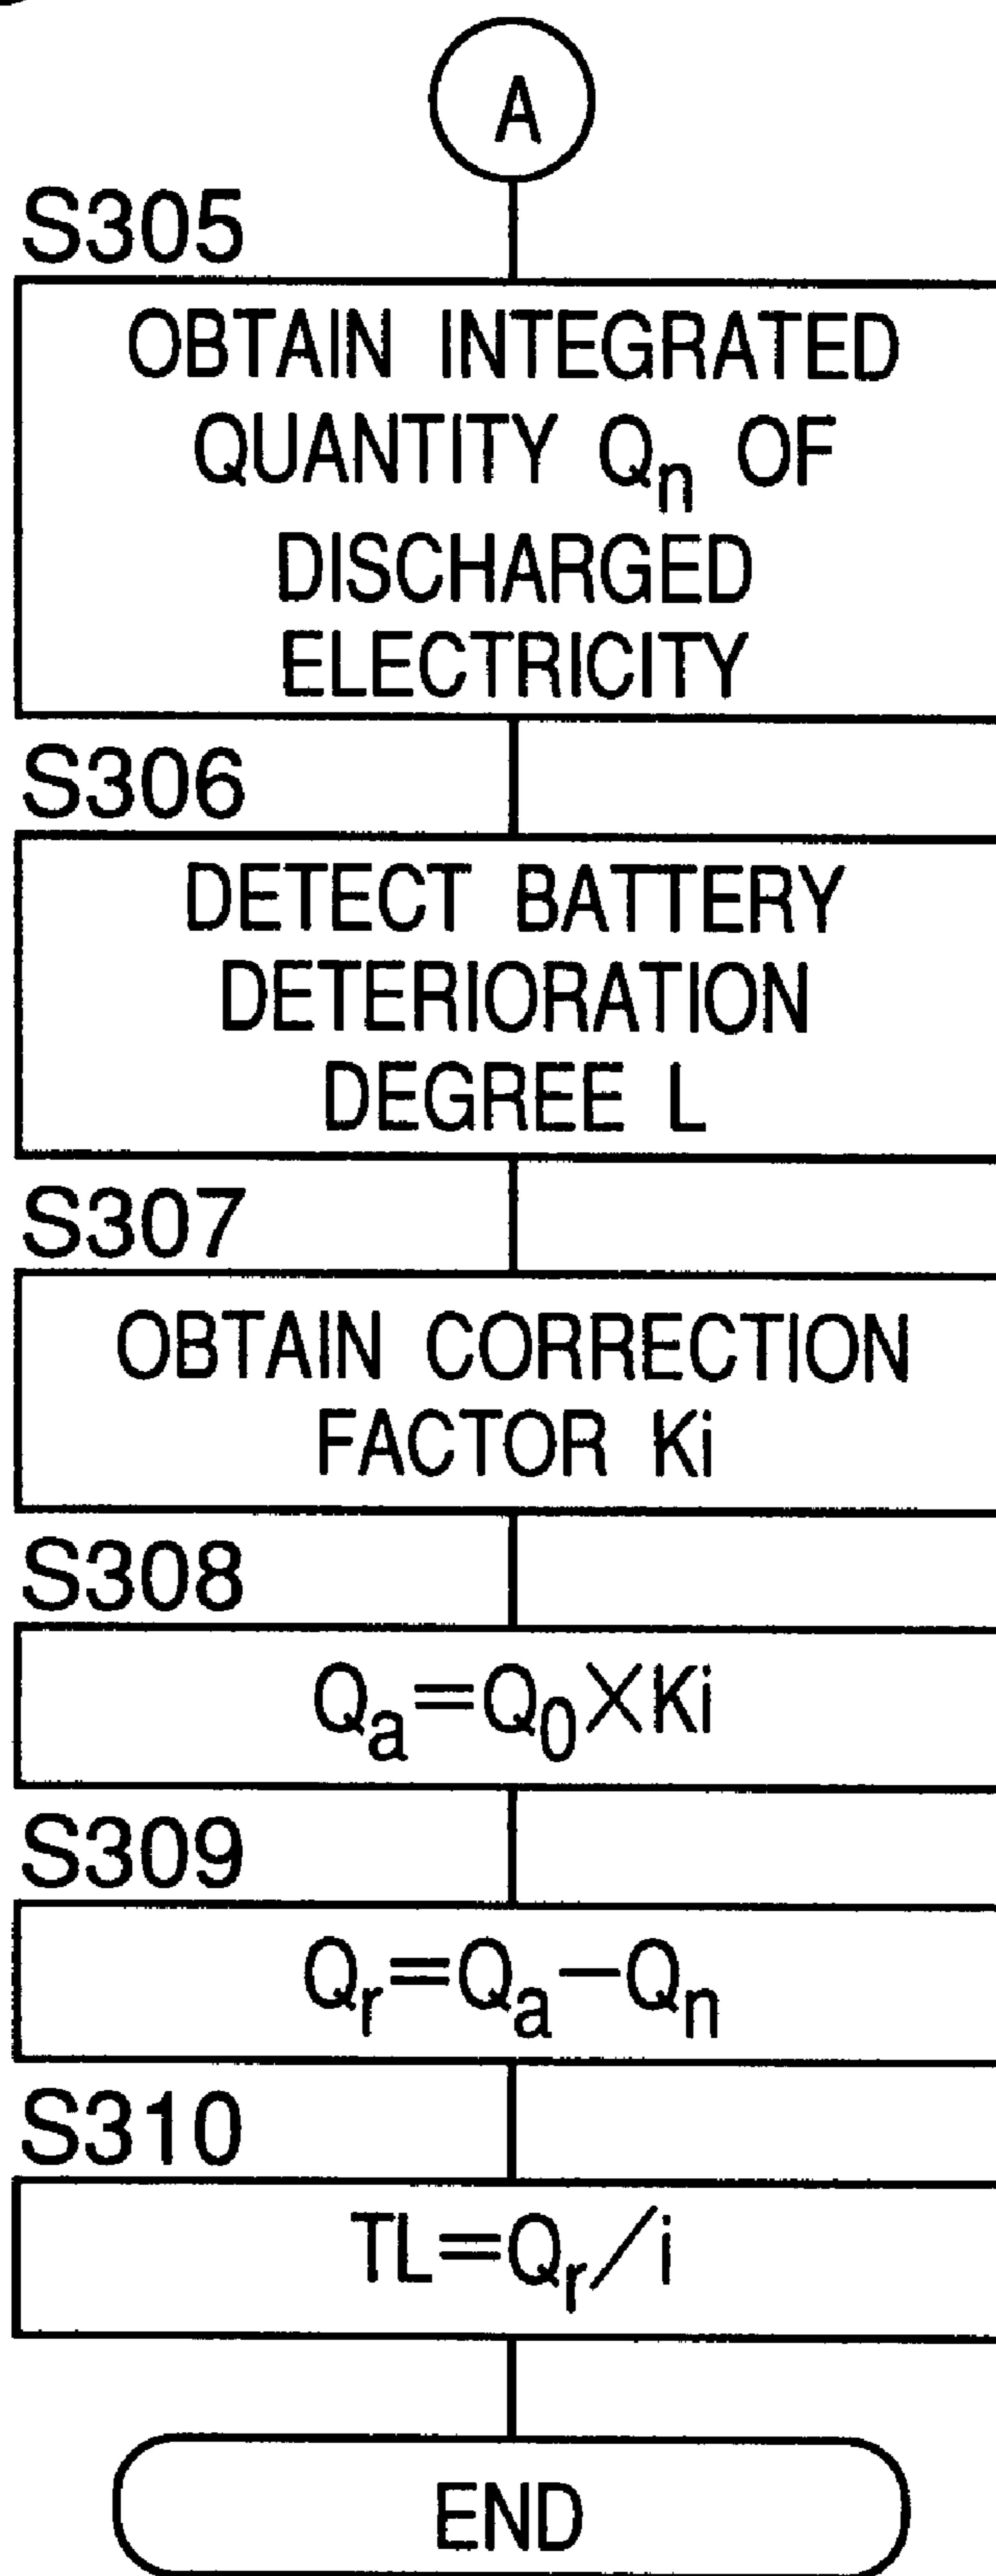 A
S305
OBTAIN INTEGRATED
QUANTITY Qn OF
DISCHARGED
ELECTRICITY
S306
DETECT BATTERY
DETERIORATION
DEGREE L
S307
OBTAIN CORRECTION
FACTOR Ki
S308
Qa=Q0×Ki
S309
Qr=Qa−Qn
S310
TL=Qr/i
END